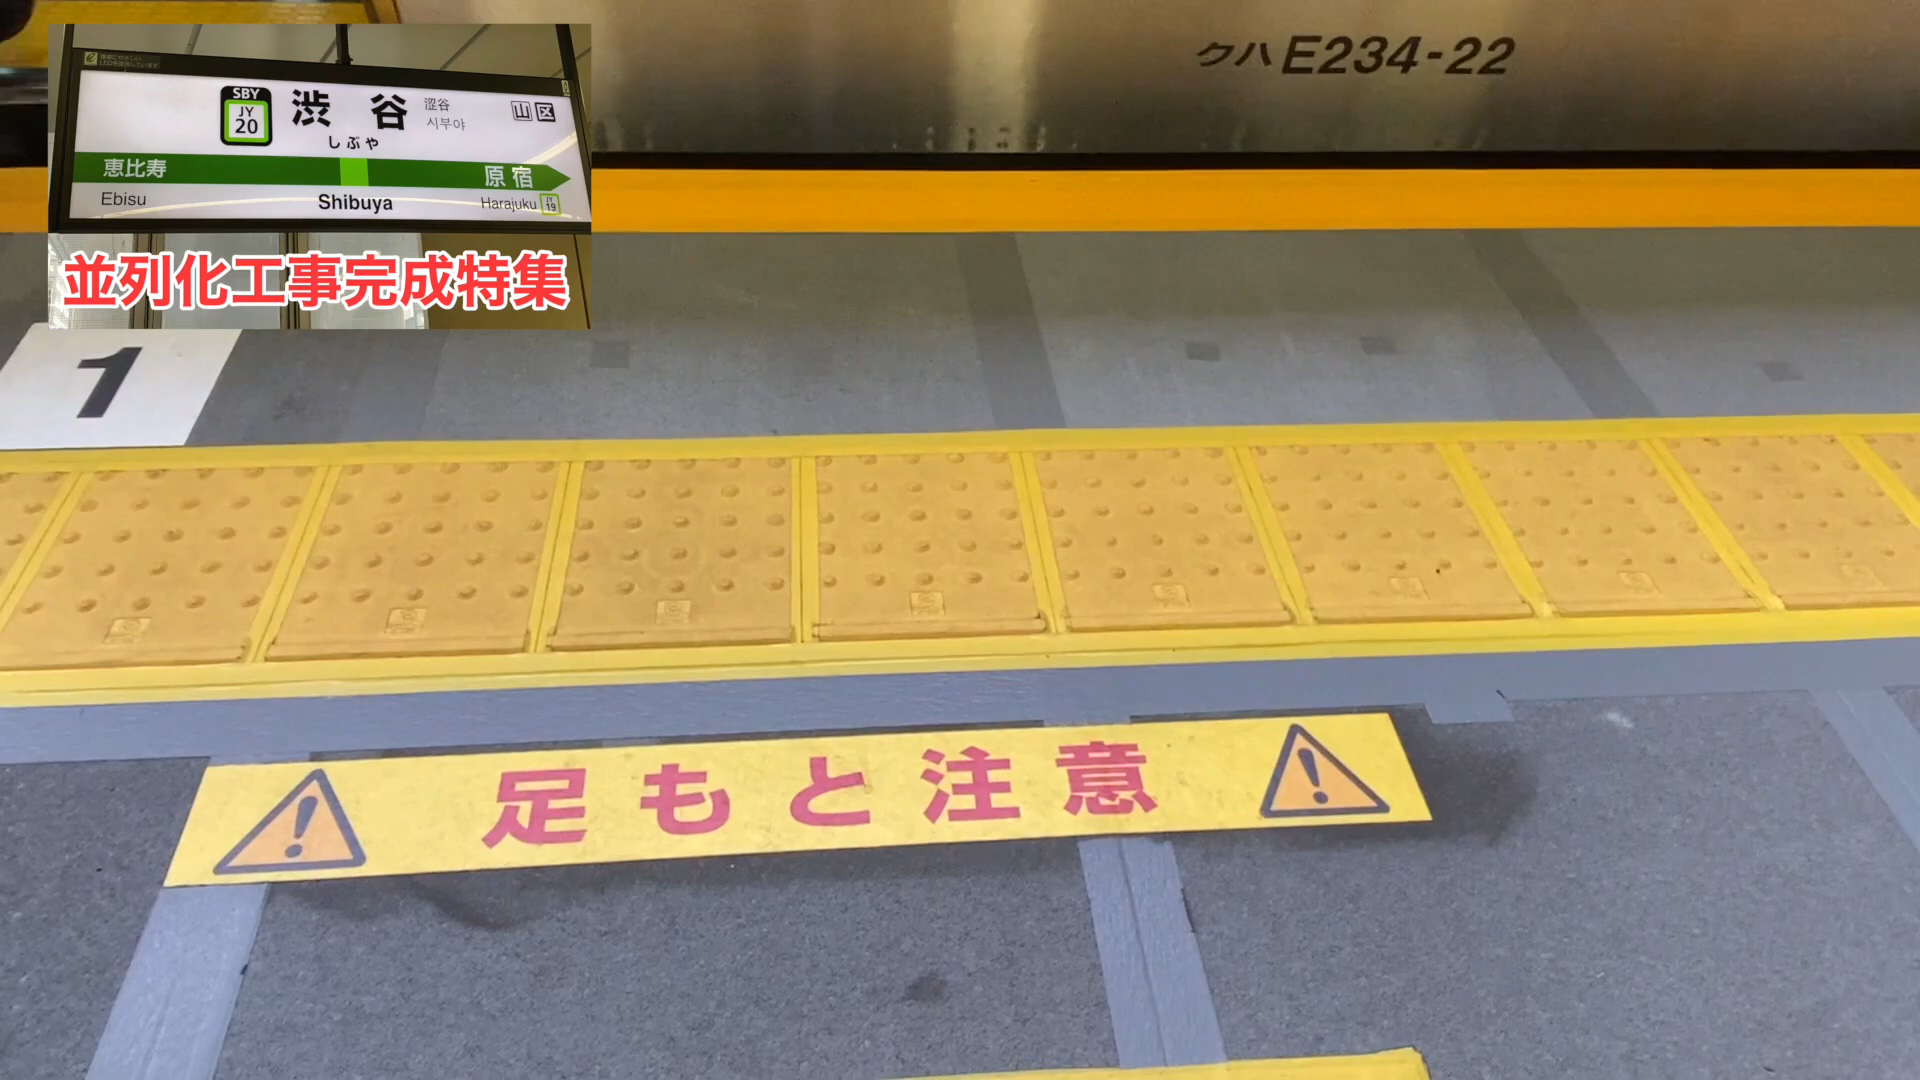 クハE234-22
SBY
JY
20
渋谷
涩谷
시부야
しぶや
山区
恵比寿
原宿
Ebisu
Shibuya
Harajuku
JY
19
並列化工事完成特集
1
足もと注意